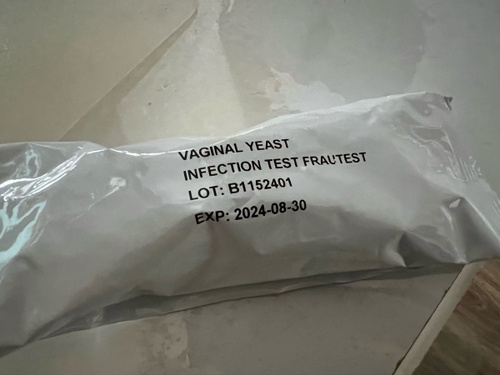 VAGINAL YEAST
INFECTION TEST FRAUTEST
LOT: B1152401
EXP: 2024-08-30